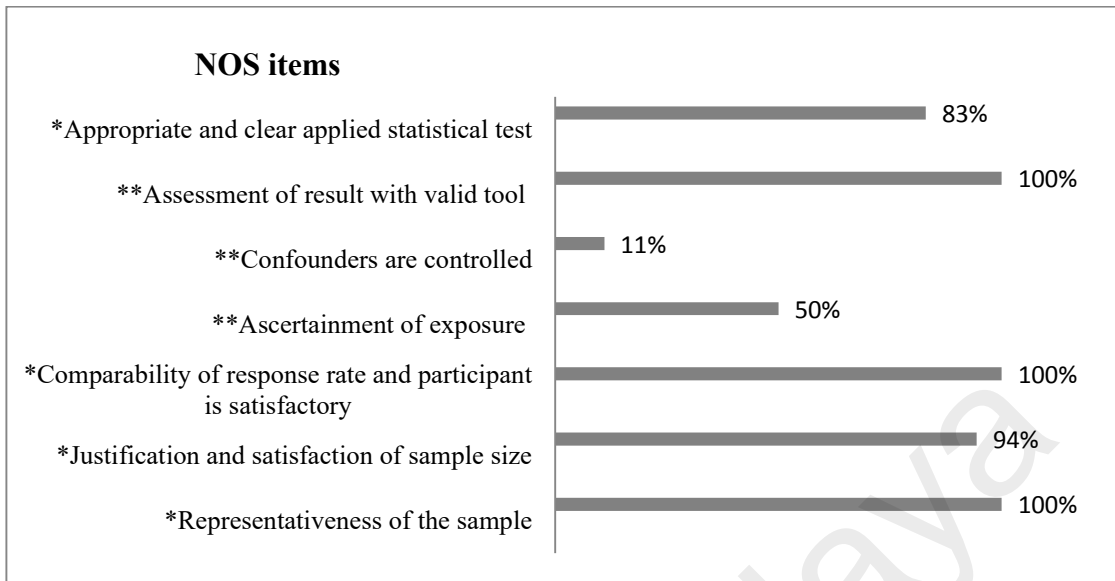 NOS items
*Appropriate and clear applied statistical test
83%
**Assessment of result with valid tool
100%
**Confounders are controlled
11%
**Ascertainment of exposure
50%
*Comparability of response rate and participant
is satisfactory
100%
*Justification and satisfaction of sample size
94%
*Representativeness of the sample
100%